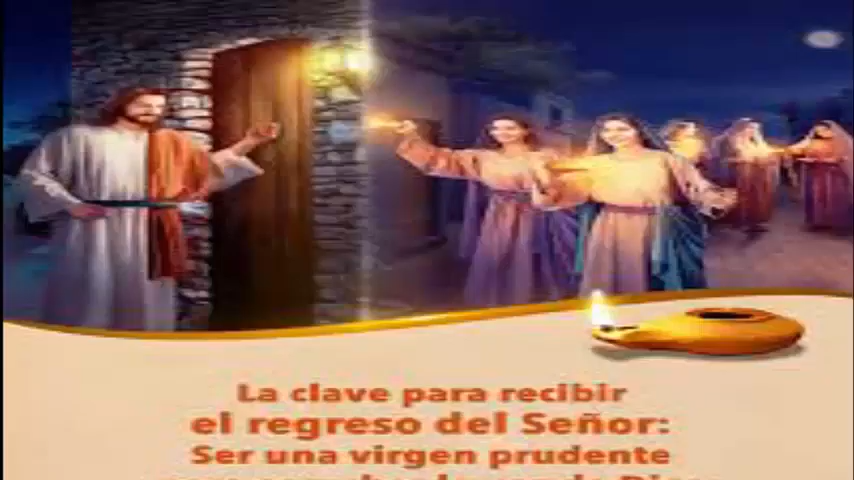 La clave para recibir
el regreso del Señor:
Ser una virgen prudente